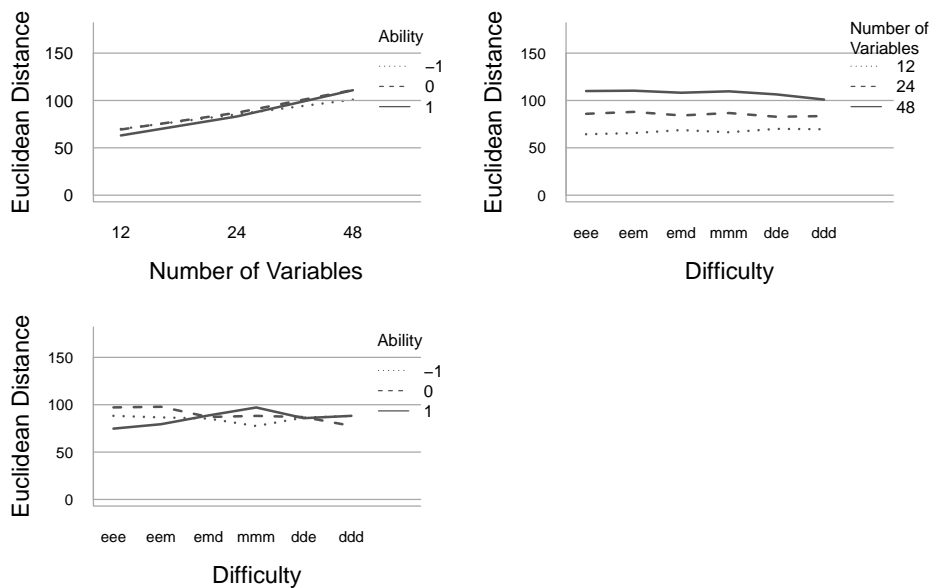 Euclidean Distance
150
100
50
0
12
24
48
Number of Variables
Ability
−1
0
1
Euclidean Distance
150
100
50
0
eee
eem
emd
mmm
dde
ddd
Difficulty
Number of
Variables
12
24
48
Euclidean Distance
150
100
50
0
eee
eem
emd
mmm
dde
ddd
Difficulty
Ability
−1
0
1